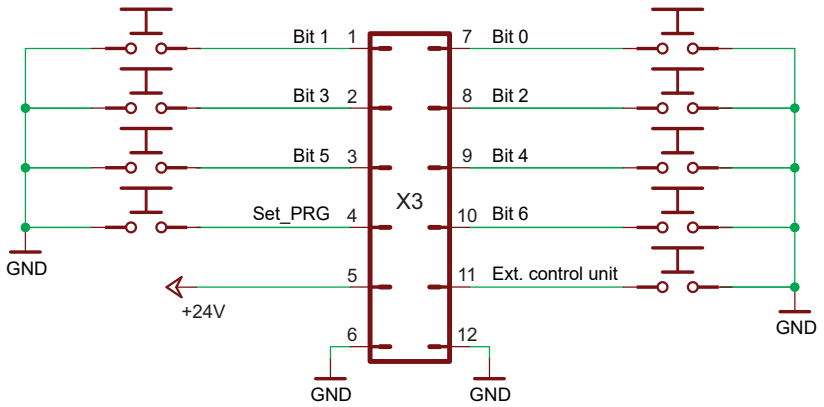 Bit 1 1 7 Bit 0
Bit 3 2 8 Bit 2
Bit 5 3 9 Bit 4
X3
Set_PRG 4 10 Bit 6
GND
5 11 Ext. control unit
+24V
GND
6 12
GND GND